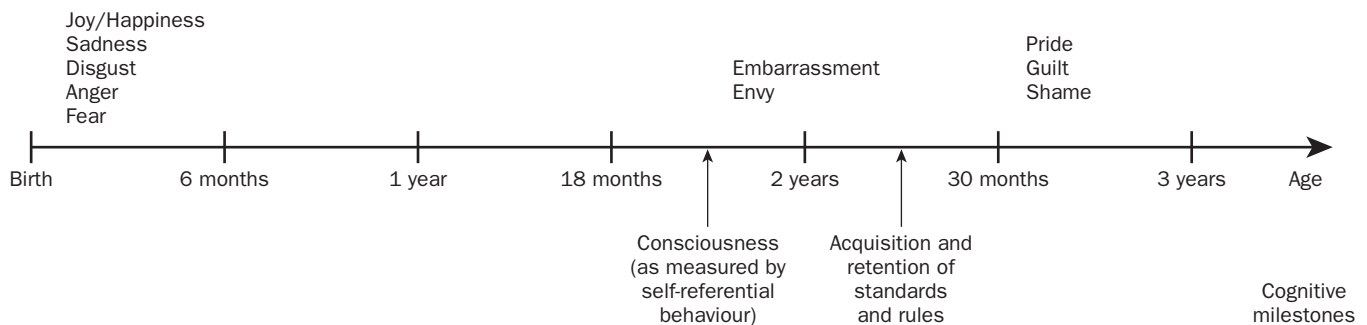 Joy/Happiness
Sadness
Disgust
Anger
Fear
Embarrassment
Envy
Pride
Guilt
Shame
Birth
6 months
1 year
18 months
2 years
30 months
3 years
Age
Consciousness
(as measured by
self-referential
behaviour)
Acquisition and
retention of
standards
and rules
Cognitive
milestones